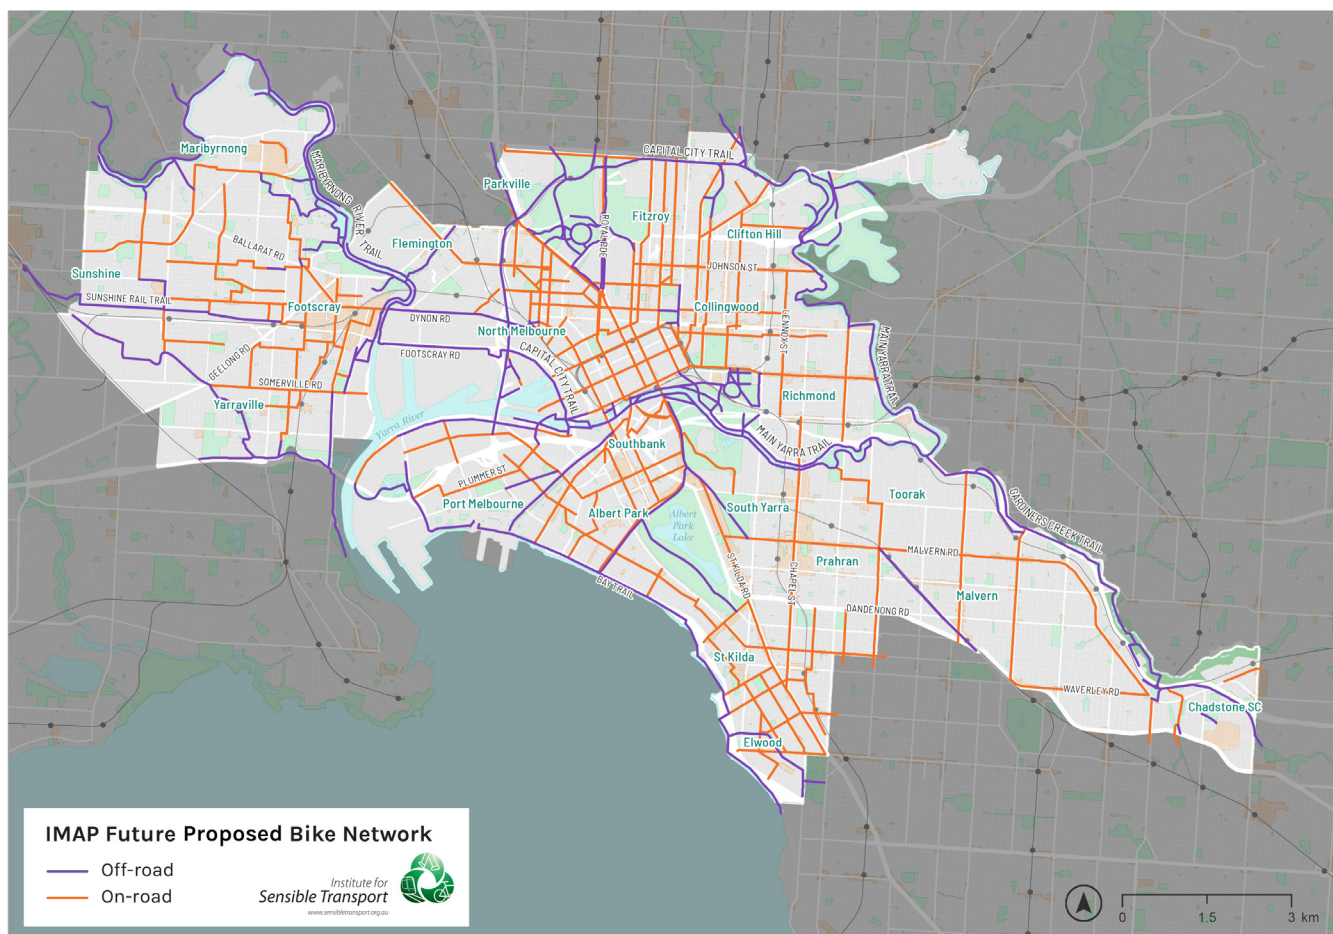 CAPITAL CITY TRAIL
Maribyrnong
Parkville
MARIBYRNONG RIVER TRAIL
Fitzroy
ROYAL PDE
Clifton Hill
Flemington
BALLARAT RD
JOHNSON ST
Sunshine
SUNSHINE RAIL TRAIL
Footscray
Collingwood
DYNON RD
North Melbourne
LENNOX ST
MAIN YARRA TRAIL
FOOTSCRAY RD
CAPITAL CITY TRAIL
GEELONG RD
SOMERVILLE RD
Richmond
Yarraville
Yarra River
Southbank
MAIN YARRA TRAIL
PLUMMER ST
Toorak
Port Melbourne
Albert Park
Albert
Park
Lake
South Yarra
GARDINERS CREEK TRAIL
MALVERN RD
Prahran
ST KILDA RD
CHAPEL ST
BAY TRAIL
Malvern
DANDENONG RD
St Kilda
WAVERLEY RD
Chadstone SC
Elwood
IMAP Future Proposed Bike Network
Off-road
On-road
Institute for
Sensible Transport
www.sensibletransport.org.au
0 1.5 3 km